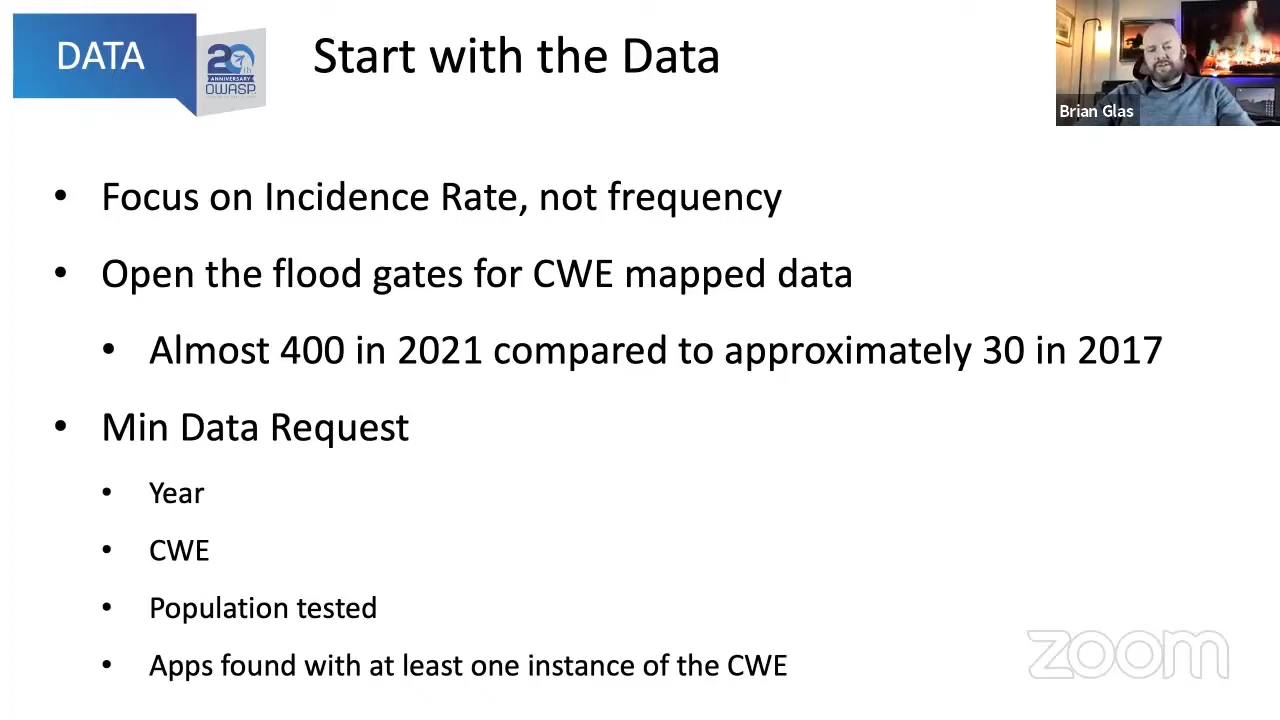 DATA
20th
ANNIVERSARY
OWASP
Start with the Data
Brian Glas
• Focus on Incidence Rate, not frequency
• Open the flood gates for CWE mapped data
• Almost 400 in 2021 compared to approximately 30 in 2017
• Min Data Request
• Year
• CWE
• Population tested
• Apps found with at least one instance of the CWE
zoom